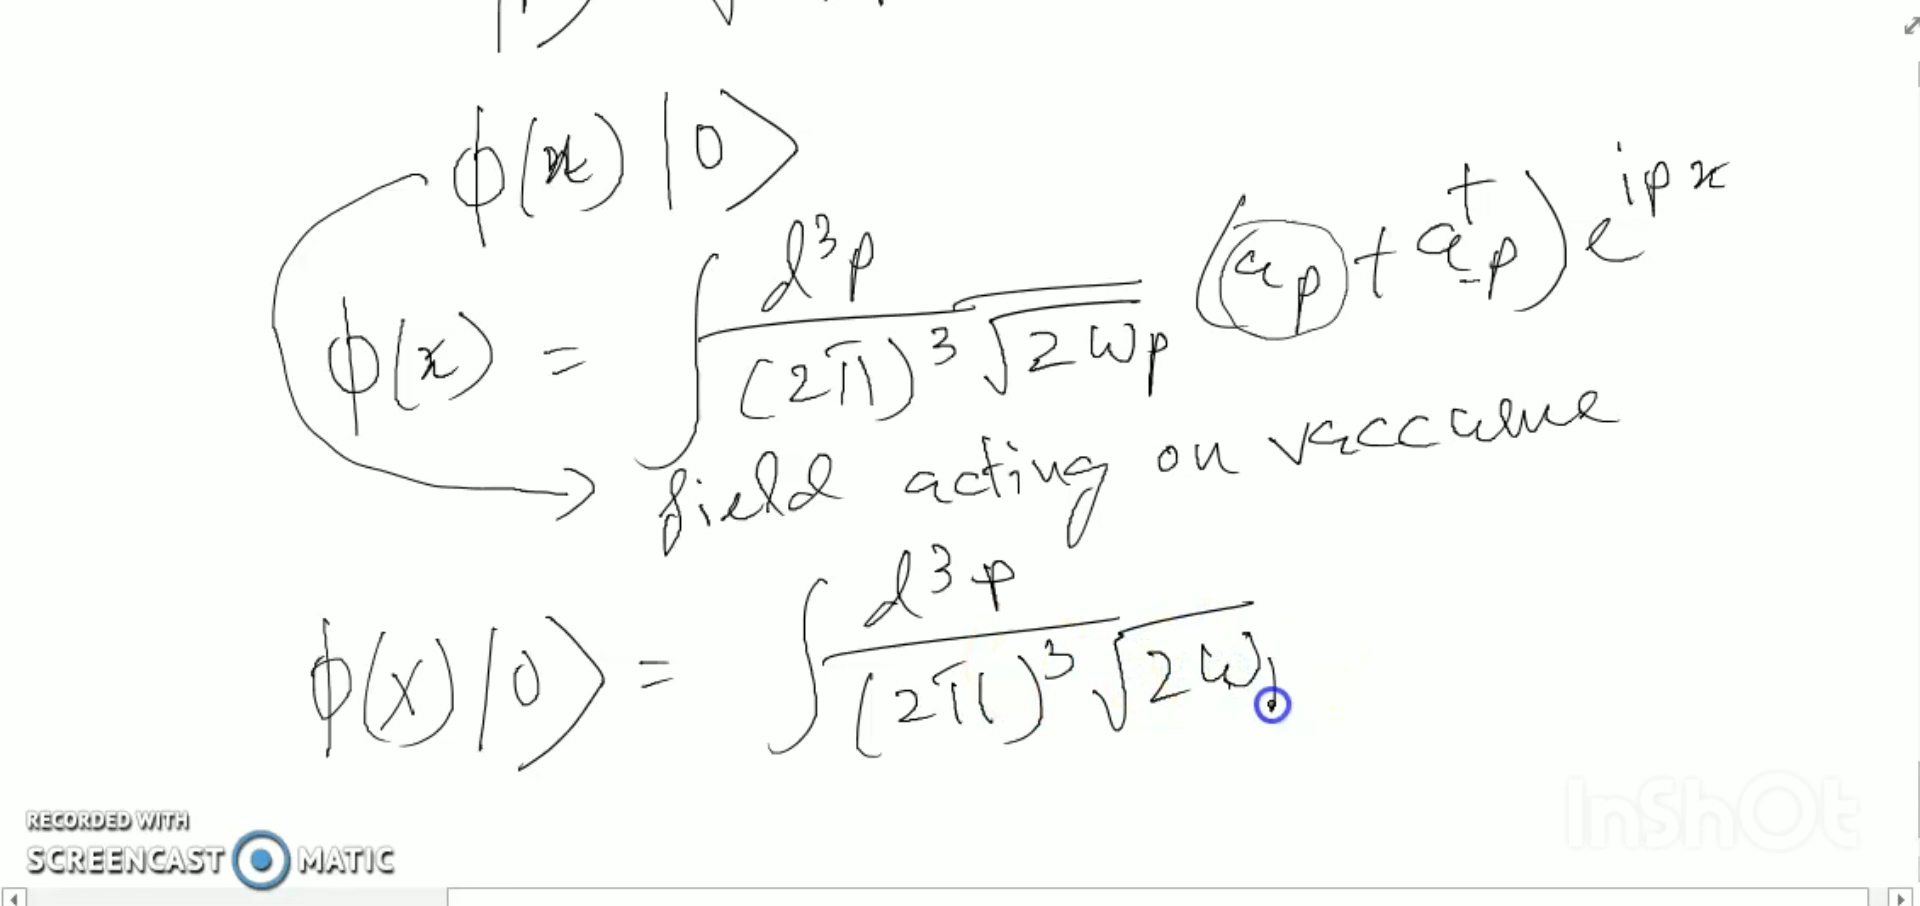 ϕ(x) |0⟩
ϕ(x) = ∫ d³p / (2π)³ √2ωp (ap + a†-p) e^ipx
field acting on vaccume
ϕ(x) |0⟩ = ∫ d³p / (2π)³ √2ω
RECORDED WITH
SCREENCAST MATIC
InShOt